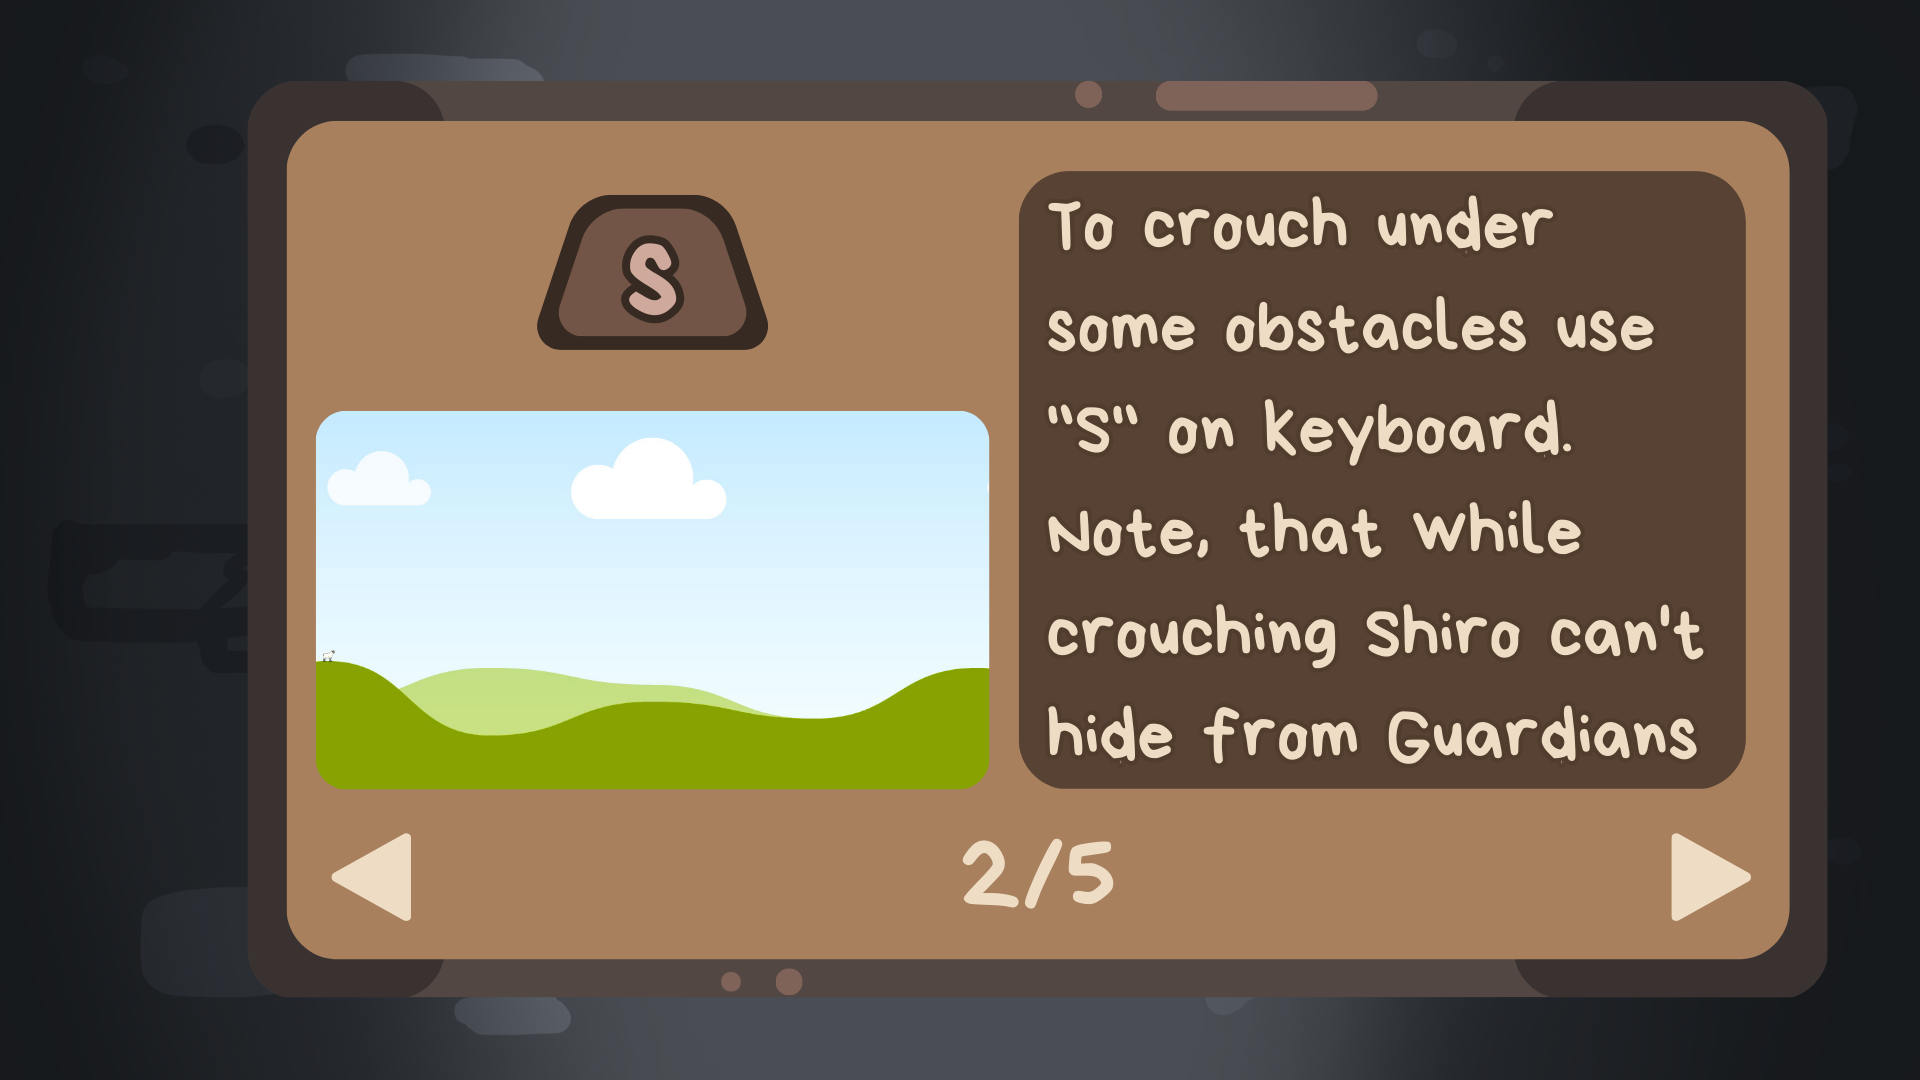 S
To crouch under
some obstacles use
"S" on keyboard.
Note, that while
crouching Shiro can't
hide from Guardians
2/5